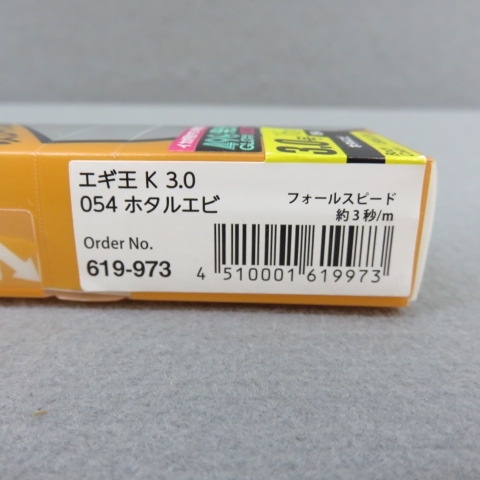 エギ王 K 3.0
054 ホタルエビ
フォールスピード
約3秒/m
Order No.
619-973
4 510001 619973